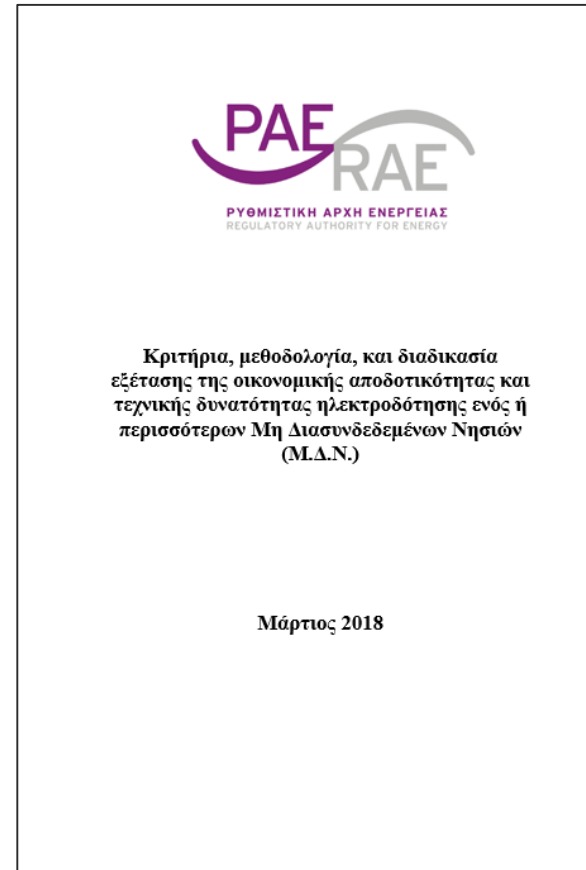 ΡΑΕ
RAE
ΡΥΘΜΙΣΤΙΚΗ ΑΡΧΗ ΕΝΕΡΓΕΙΑΣ
REGULATORY AUTHORITY FOR ENERGY
Κριτήρια, μεθοδολογία, και διαδικασία
εξέτασης της οικονομικής αποδοτικότητας και
τεχνικής δυνατότητας ηλεκτροδότησης ενός ή
περισσότερων Μη Διασυνδεδεμένων Νησιών
(Μ.Δ.Ν.)
Μάρτιος 2018